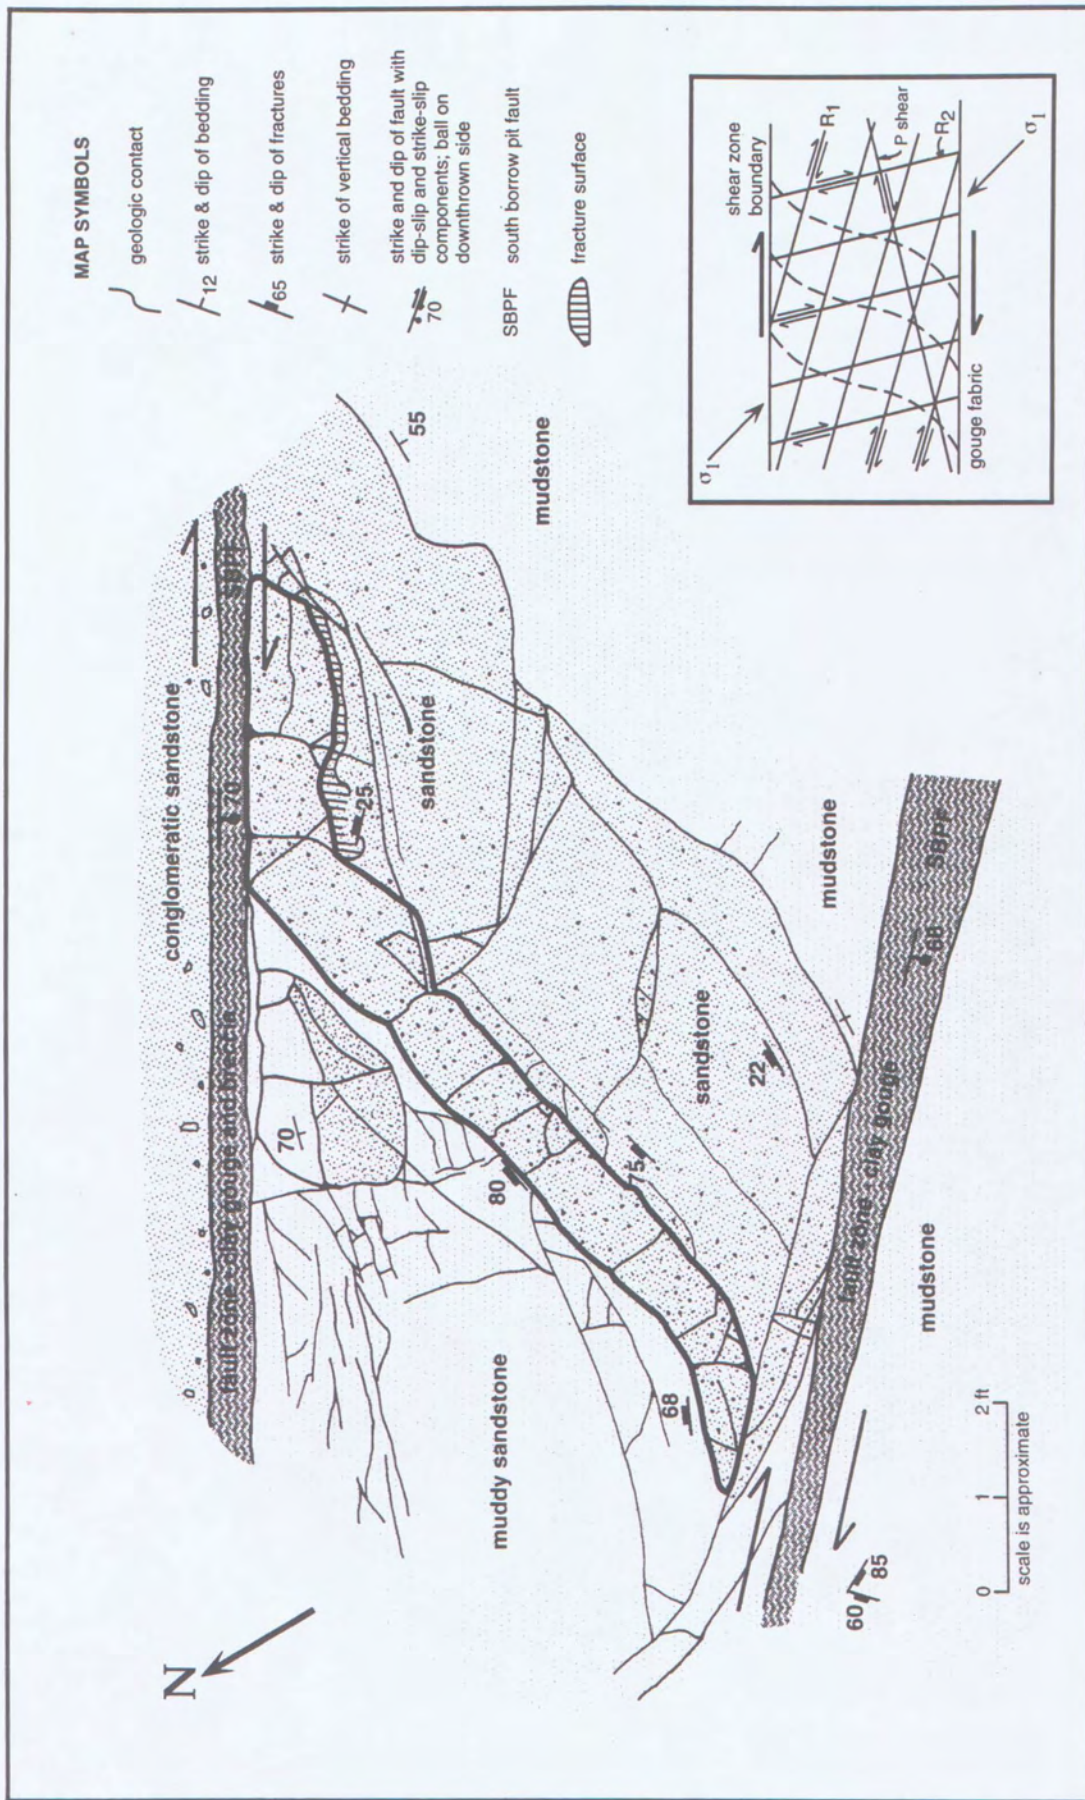 MAP SYMBOLS
geologic contact
12
strike & dip of bedding
65
strike & dip of fractures
strike of vertical bedding
70
strike and dip of fault with
dip-slip and strike-slip
components; ball on
downthrown side
SBPF
south borrow pit fault
fracture surface
N
conglomeratic sandstone
fault zone - clay gouge and breccia
70
SBPF
70
25
sandstone
55
mudstone
80
75
muddy sandstone
68
sandstone
22
mudstone
fault zone - clay gouge
68
SBPF
mudstone
60
85
0
1
2 ft
scale is approximate
σ1
shear zone
boundary
R1
P shear
R2
gouge fabric
σ1